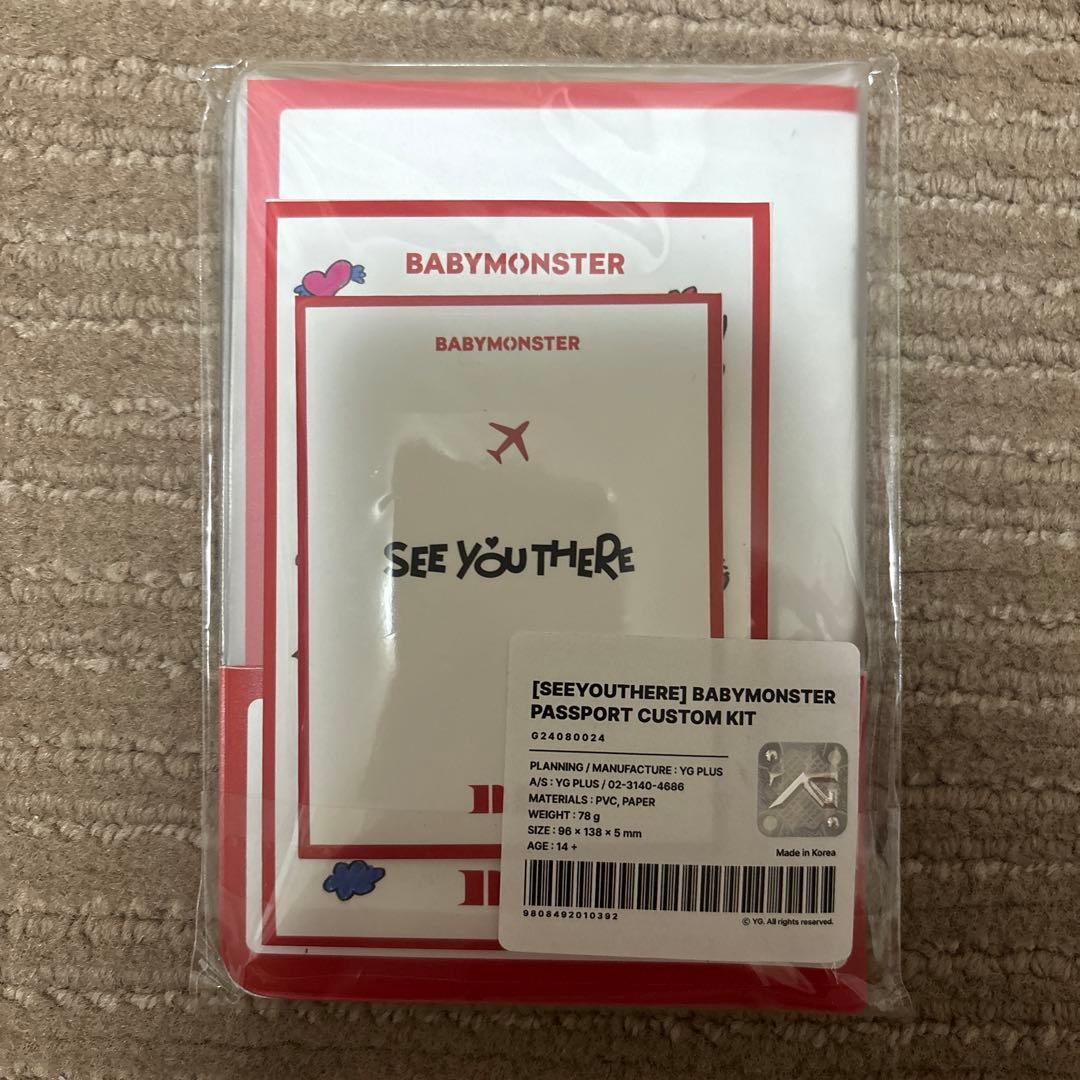 BABYMONSTER
BABYMONSTER
SEE YOU THERE
[SEEYOUTHERE] BABYMONSTER
PASSPORT CUSTOM KIT
G24080024
PLANNING / MANUFACTURE : YG PLUS
A/S : YG PLUS / 02-3140-4686
MATERIALS : PVC, PAPER
WEIGHT : 78 g
SIZE : 96 × 138 × 5 mm
AGE : 14 +
Made in Korea
9808492010392
© YG. All rights reserved.